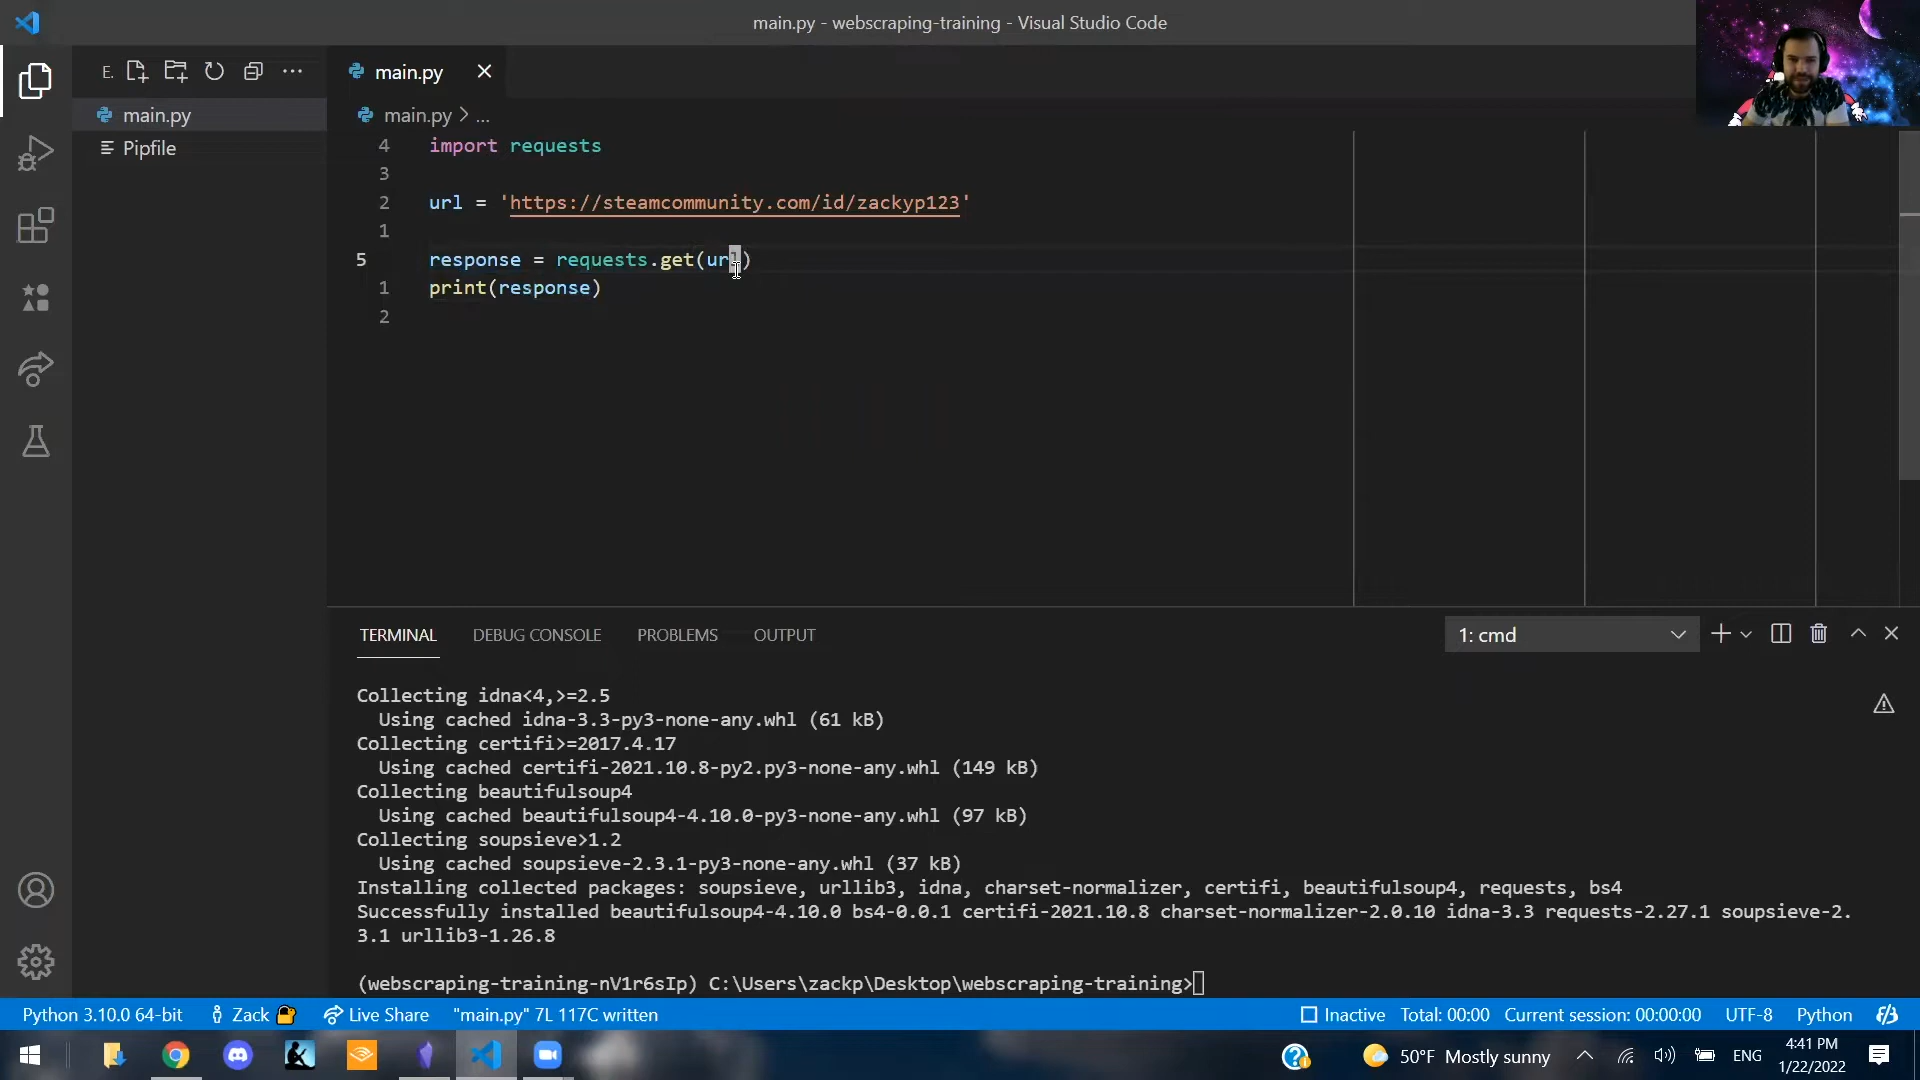 main.py - webscraping-training - Visual Studio Code
E.
main.py
main.py
Pipfile
main.py > ...
4 import requests
3
2 url = 'https://steamcommunity.com/id/zackyp123'
1
5 response = requests.get(url)
1 print(response)
2
TERMINAL DEBUG CONSOLE PROBLEMS OUTPUT 1: cmd
Collecting idna<4,>=2.5
Using cached idna-3.3-py3-none-any.whl (61 kB)
Collecting certifi>=2017.4.17
Using cached certifi-2021.10.8-py2.py3-none-any.whl (149 kB)
Collecting beautifulsoup4
Using cached beautifulsoup4-4.10.0-py3-none-any.whl (97 kB)
Collecting soupsieve>1.2
Using cached soupsieve-2.3.1-py3-none-any.whl (37 kB)
Installing collected packages: soupsieve, urllib3, idna, charset-normalizer, certifi, beautifulsoup4, requests, bs4
Successfully installed beautifulsoup4-4.10.0 bs4-0.0.1 certifi-2021.10.8 charset-normalizer-2.0.10 idna-3.3 requests-2.27.1 soupsieve-2.
3.1 urllib3-1.26.8
(webscraping-training-nV1r6sIp) C:\Users\zackp\Desktop\webscraping-training>
Python 3.10.0 64-bit Zack Live Share "main.py" 7L 117C written Inactive Total: 00:00 Current session: 00:00:00 UTF-8 Python
50°F Mostly sunny ENG 4:41 PM
1/22/2022